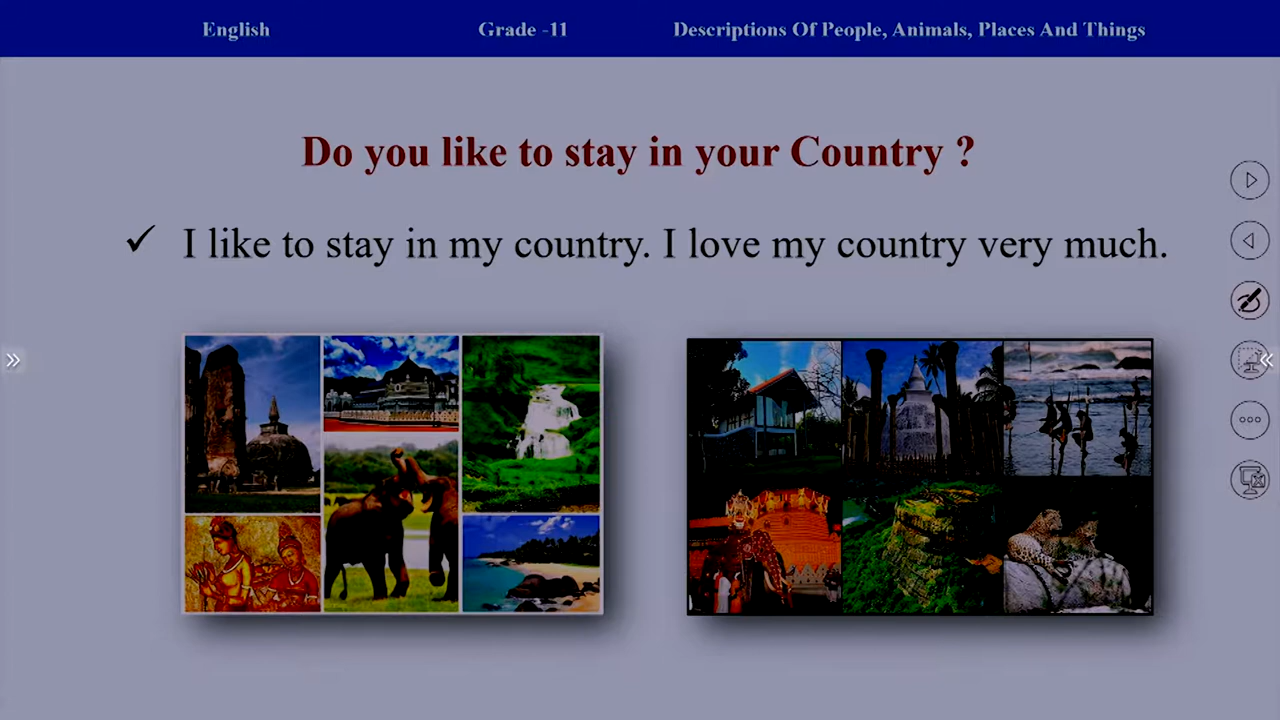 English Grade -11 Descriptions Of People, Animals, Places And Things
Do you like to stay in your Country ?
✓ I like to stay in my country. I love my country very much.